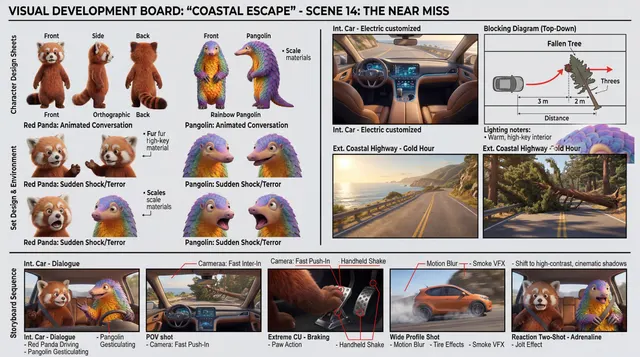 VISUAL DEVELOPMENT BOARD: "COASTAL ESCAPE" - SCENE 14: THE NEAR MISS
Character Design Sheets
Front
Side
Back
Front
Pangolin
• Scale
materials
Front
Orthographic
Back
Rainbow Pangolin
Red Panda: Animated Conversation
Pangolin: Animated Conversation
Set Design & Environment
• Fur fur
high-key
material
Red Panda: Sudden Shock/Terror
Pangolin: Sudden Shock/Terror
• Scales
scale
materials
Red Panda: Sudden Shock/Terror
Pangolin: Sudden Shock/Terror
Int. Car - Electric customized
Int. Car - Electric customized
Blocking Diagram (Top-Down)
Fallen Tree
Threes
3 m
2 m
Distance
Lighting noters:
• Warm, high-key interior
Ext. Coastal Highway - Gold Hour
Ext. Coastal Highway - Gold Hour
Storyboard Sequence
Int. Car - Dialogue
Cameraa: Fast Inter-In
Camera: Fast Push-In
Handheld Shake
Motion Blur
- Smoke VFX
- Shift to high-contrast, cinematic shadows
Int. Car - Dialogue
- Red Panda Driving
- Pangolin Gesticulating
- Pangolin
Gesticulating
POV shot
- Camera: Fast Push-In
Extreme CU - Braking
- Paw Action
- Handheld Shake
Wide Profile Shot
- Motion Blur
- Tire Effects
- Smoke VFX
Reaction Two-Shot - Adrenaline
- Jolt Effect